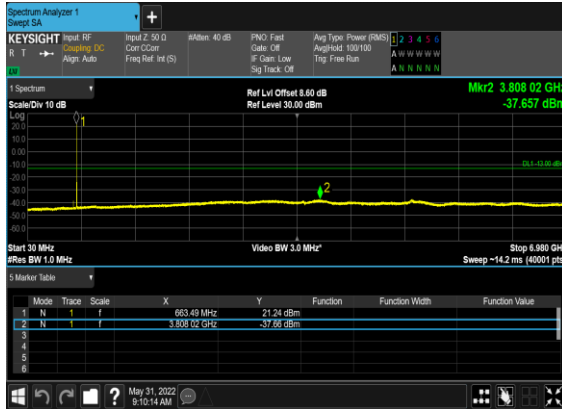 Spectrum Analyzer 1
Swept SA
+
KEYSIGHT
R T
LU
Input: RF
Coupling: DC
Align: Auto
Input Z: 50 Ω
Corr CCorr
Freq Ref: Int (S)
#Atten: 40 dB
PNO: Fast
Gate: Off
IF Gain: Low
Sig Track: Off
Avg Type: Power (RMS)
Avg|Hold: 100/100
Trig: Free Run
1 2 3 4 5 6
A W W W W W
A N N N N N
1 Spectrum
Scale/Div 10 dB
Ref Lvl Offset 8.60 dB
Ref Level 30.00 dBm
Mkr2 3.808 02 GHz
-37.657 dBm
Log
20.0
10.0
0.00
-10.0
-20.0
-30.0
-40.0
-50.0
-60.0
1
2
DL1 -13.00 dBm
Start 30 MHz
#Res BW 1.0 MHz
Video BW 3.0 MHz*
Stop 6.980 GHz
Sweep ~14.2 ms (40001 pts)
5 Marker Table
Mode Trace Scale X Y Function Function Width Function Value
1 N 1 f 663.49 MHz 21.24 dBm
2 N 1 f 3.808 02 GHz -37.66 dBm
3
4
5
6
?
May 31, 2022
9:10:14 AM